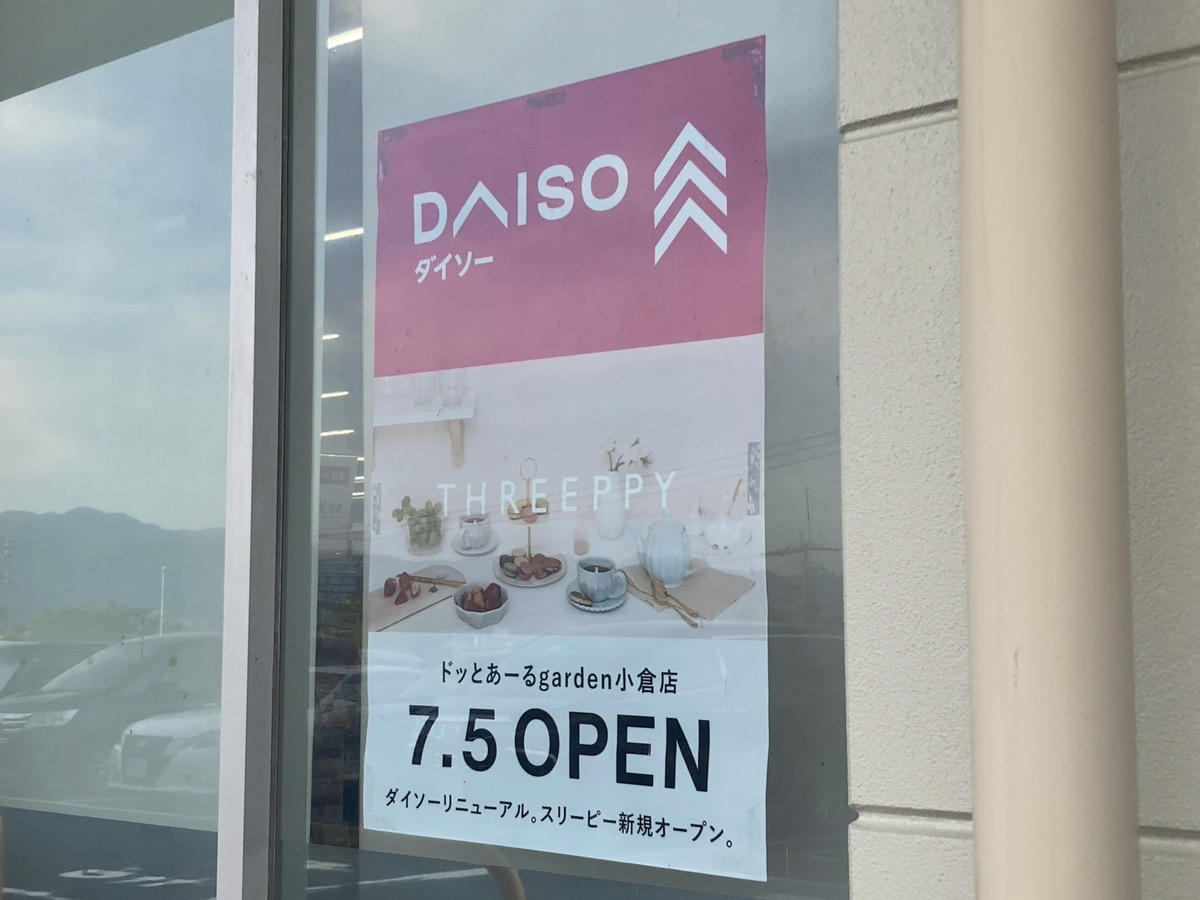 DAISO
ダイソー
THREEPPY
ドッとあーるgarden小倉店
7.5 OPEN
ダイソーリニューアル。スリーピー新規オープン。